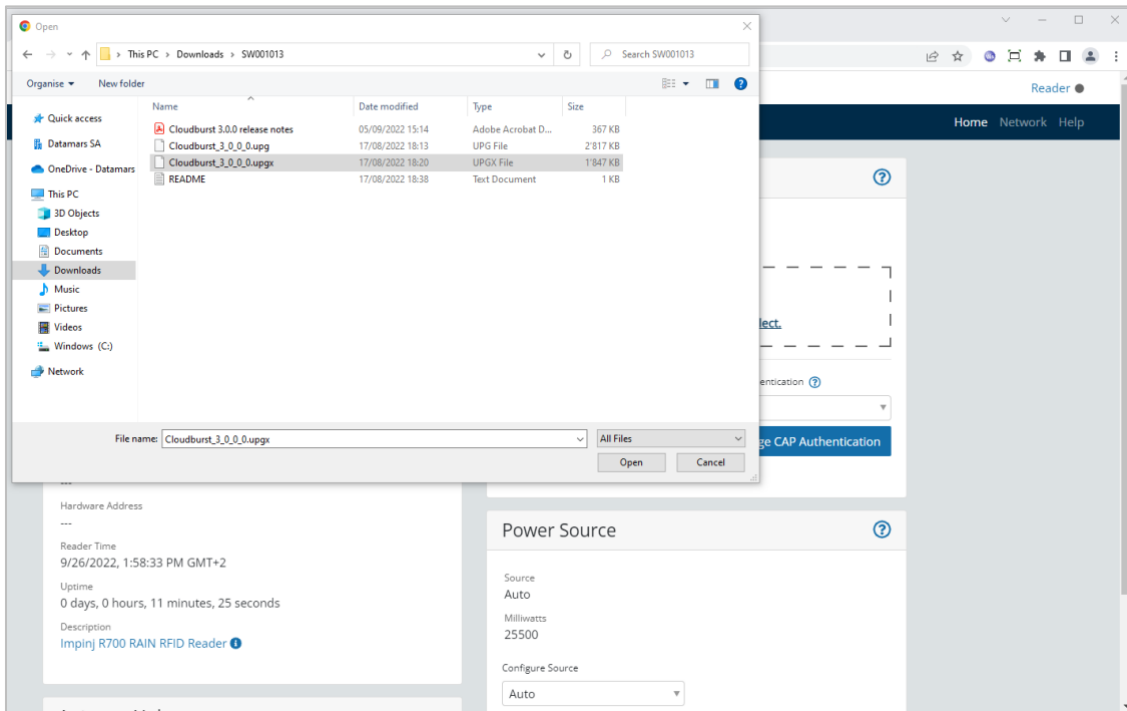 Open
This PC > Downloads > SW001013
Search SW001013
Organise
New folder
Name
Date modified
Type
Size
Cloudburst 3.0.0 release notes 05/09/2022 15:14 Adobe Acrobat D... 367 KB
Cloudburst_3_0_0_0.upg 17/08/2022 18:13 UPG File 2'817 KB
Cloudburst_3_0_0_0.upgx 17/08/2022 18:20 UPGX File 1'847 KB
README 17/08/2022 18:38 Text Document 1 KB
Quick access
Datamars SA
OneDrive - Datamars
This PC
3D Objects
Desktop
Documents
Downloads
Music
Pictures
Videos
Windows (C:)
Network
File name: Cloudburst_3_0_0_0.upgx
All Files
Open
Cancel
Reader
Home Network Help
lect.
entication
ge CAP Authentication
---
Hardware Address
---
Reader Time
9/26/2022, 1:58:33 PM GMT+2
Uptime
0 days, 0 hours, 11 minutes, 25 seconds
Description
Impinj R700 RAIN RFID Reader
Power Source
Source
Auto
Milliwatts
25500
Configure Source
Auto